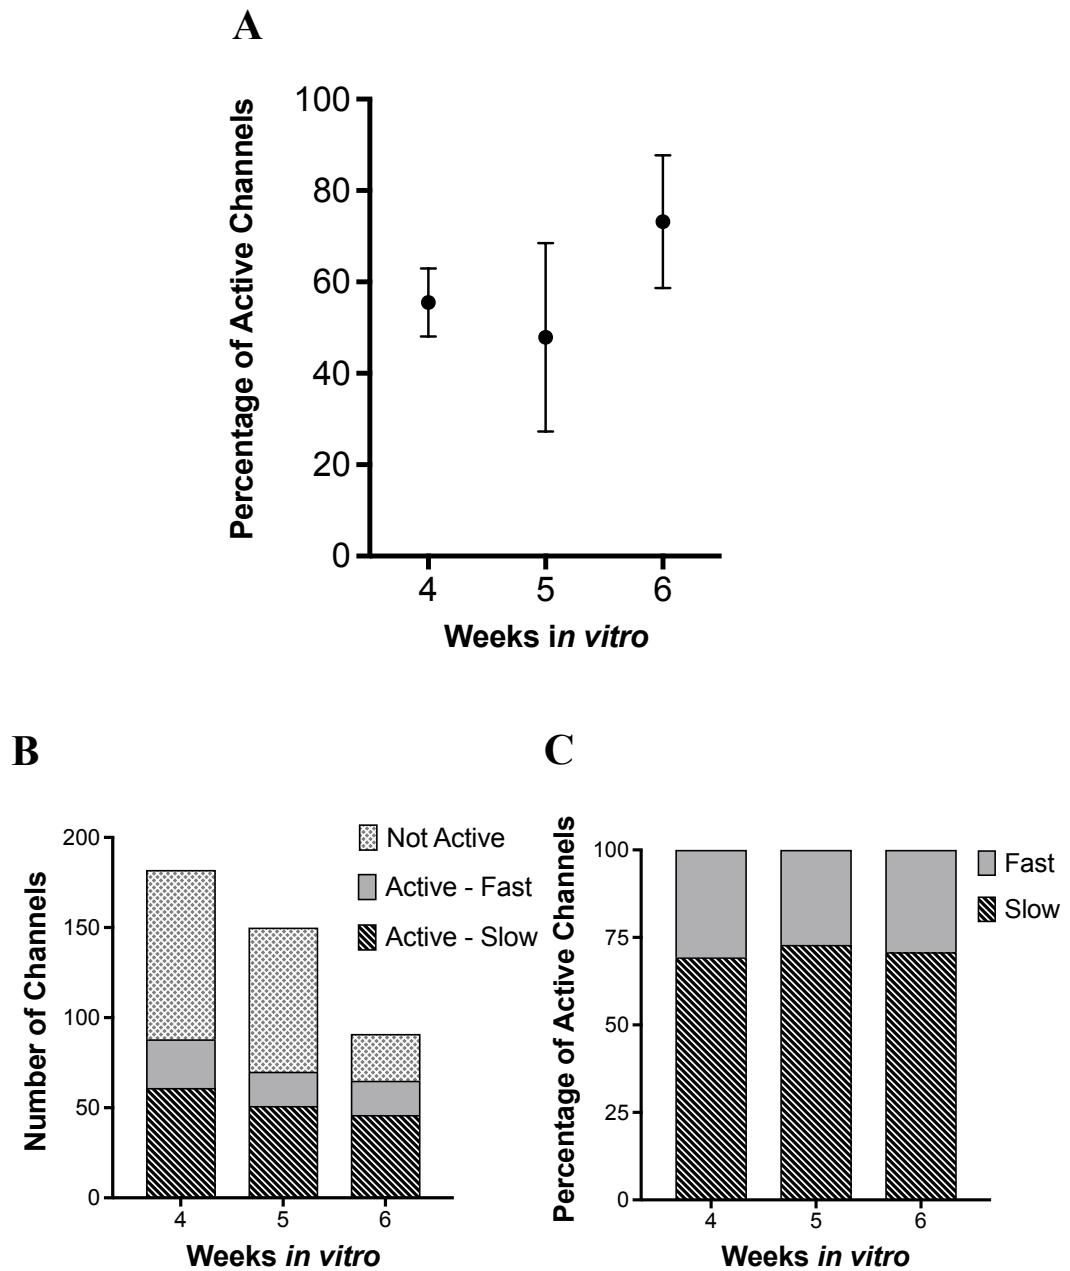 A
Percentage of Active Channels
100
80
60
40
20
0
4 5 6
Weeks in vitro
B
Number of Channels
200
150
100
50
0
4 5 6
Weeks in vitro
Not Active
Active - Fast
Active - Slow
C
Percentage of Active Channels
100
75
50
25
0
4 5 6
Weeks in vitro
Fast
Slow